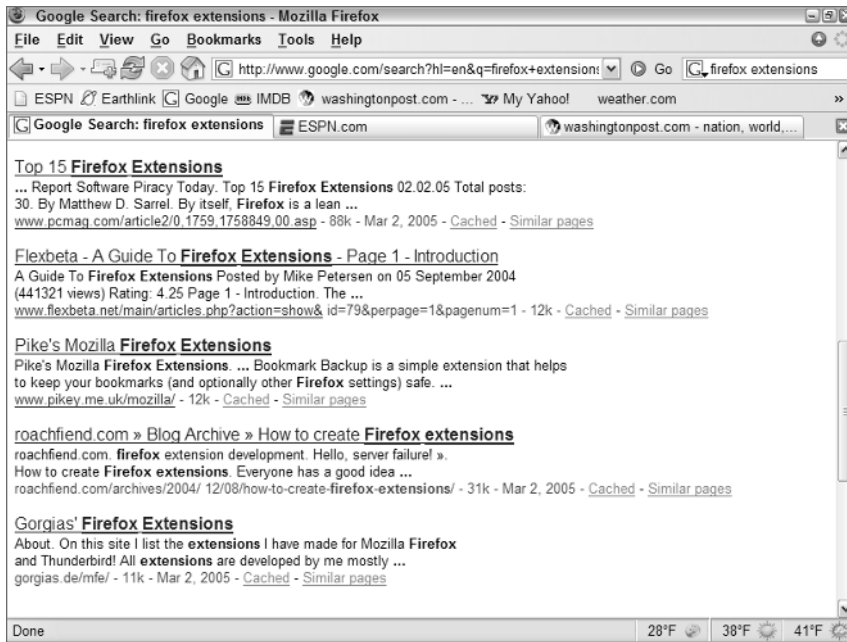 Google Search: firefox extensions - Mozilla Firefox
File Edit View Go Bookmarks Tools Help
http://www.google.com/search?hl=en&q=firefox+extensions Go firefox extensions
ESPN Earthlink Google IMDB washingtonpost.com - ... My Yahoo! weather.com »
Google Search: firefox extensions ESPN.com washingtonpost.com - nation, world,...
Top 15 Firefox Extensions
... Report Software Piracy Today. Top 15 Firefox Extensions 02.02.05 Total posts:
30. By Matthew D. Sarrel. By itself, Firefox is a lean ...
www.pcmag.com/article2/0,1759,1758849,00.asp - 88k - Mar 2, 2005 - Cached - Similar pages
Flexbeta - A Guide To Firefox Extensions - Page 1 - Introduction
A Guide To Firefox Extensions Posted by Mike Petersen on 05 September 2004
(441321 views) Rating: 4.25 Page 1 - Introduction. The ...
www.flexbeta.net/main/articles.php?action=show& id=79&perpage=1&pagenum=1 - 12k - Cached - Similar pages
Pike's Mozilla Firefox Extensions
Pike's Mozilla Firefox Extensions. ... Bookmark Backup is a simple extension that helps
to keep your bookmarks (and optionally other Firefox settings) safe. ...
www.pikey.me.uk/mozilla/ - 12k - Cached - Similar pages
roachfiend.com » Blog Archive » How to create Firefox extensions
roachfiend.com. firefox extension development. Hello, server failure! ».
How to create Firefox extensions. Everyone has a good idea ...
roachfiend.com/archives/2004/ 12/08/how-to-create-firefox-extensions/ - 31k - Mar 2, 2005 - Cached - Similar pages
Gorgias' Firefox Extensions
About. On this site I list the extensions I have made for Mozilla Firefox
and Thunderbird! All extensions are developed by me mostly ...
gorgias.de/mfe/ - 11k - Mar 2, 2005 - Cached - Similar pages
Done 28°F 38°F 41°F